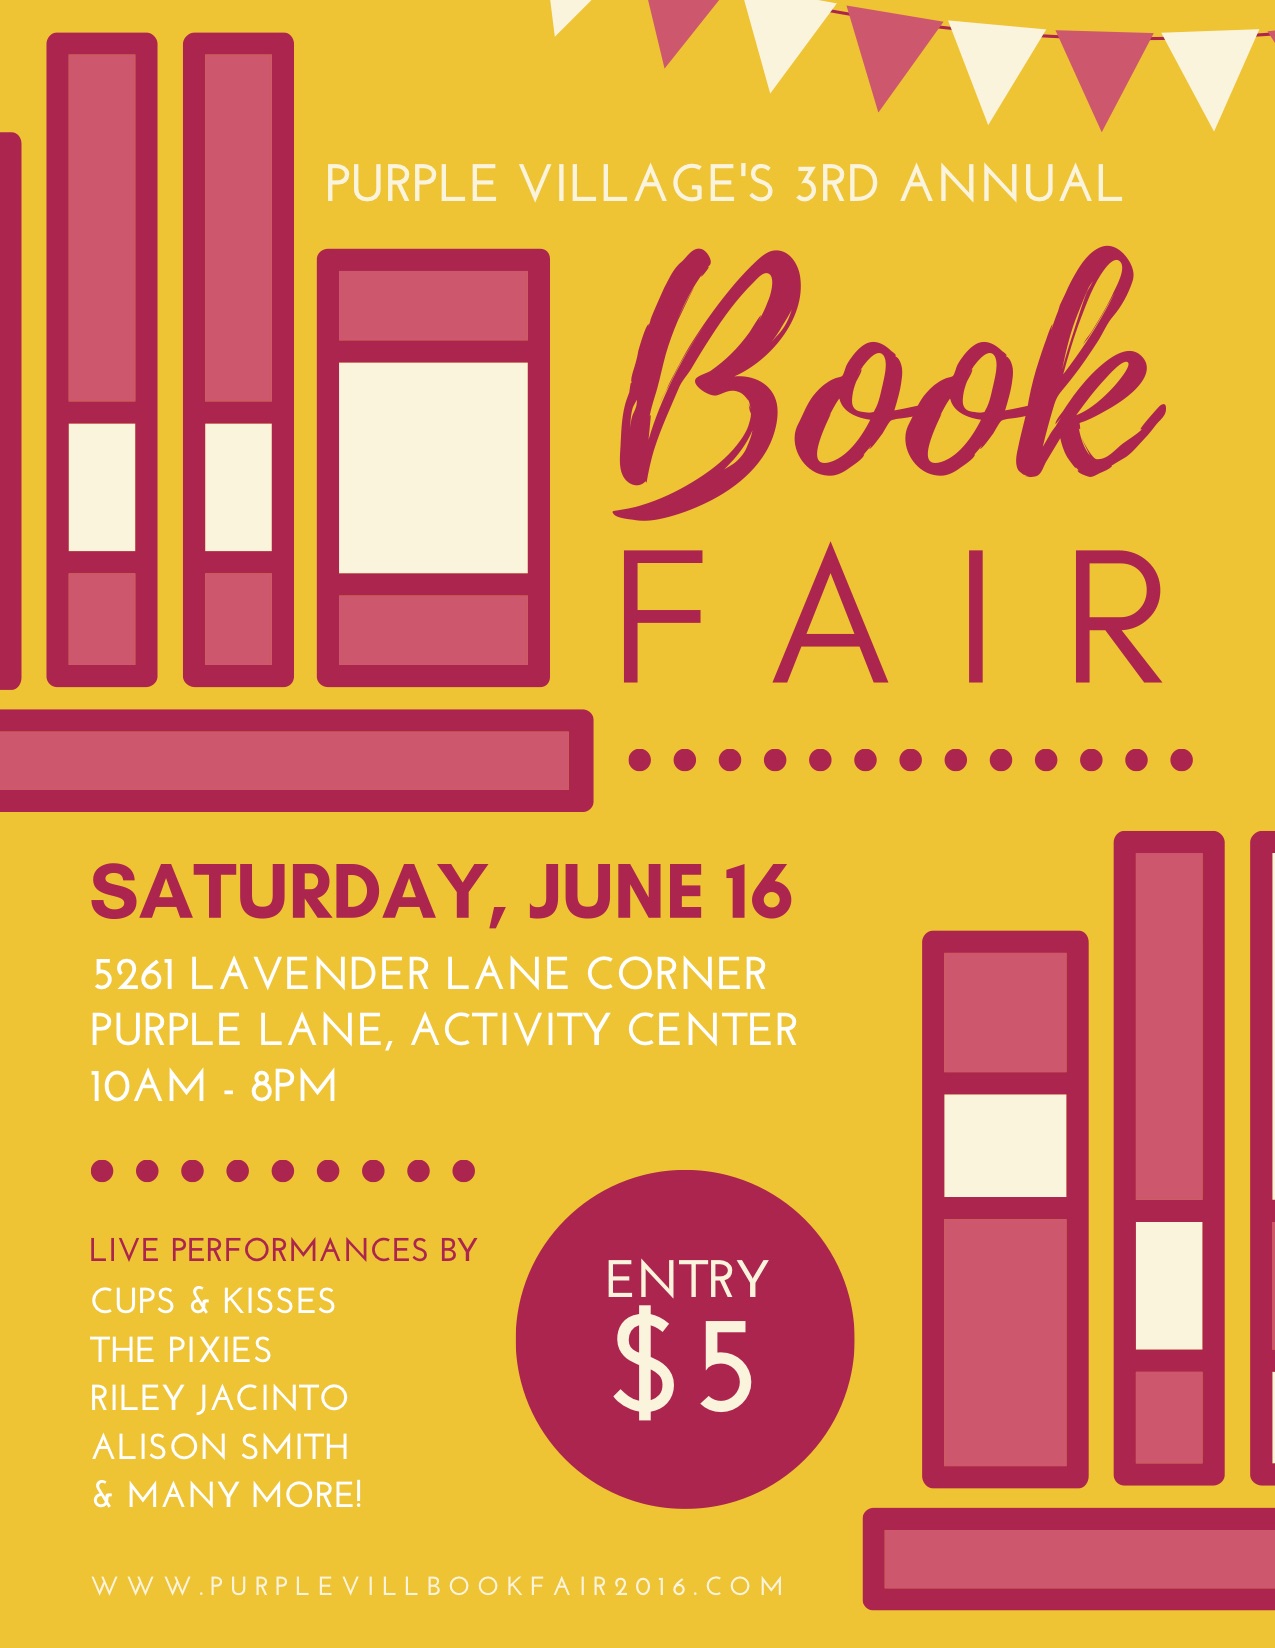 PURPLE VILLAGE'S 3RD ANNUAL
Book
FAIR
SATURDAY, JUNE 16
5261 LAVENDER LANE CORNER
PURPLE LANE, ACTIVITY CENTER
10AM - 8PM
LIVE PERFORMANCES BY
CUPS & KISSES
THE PIXIES
RILEY JACINTO
ALISON SMITH
& MANY MORE!
ENTRY
$5
WWW.PURPLEVILLBOOKFAIR2016.COM